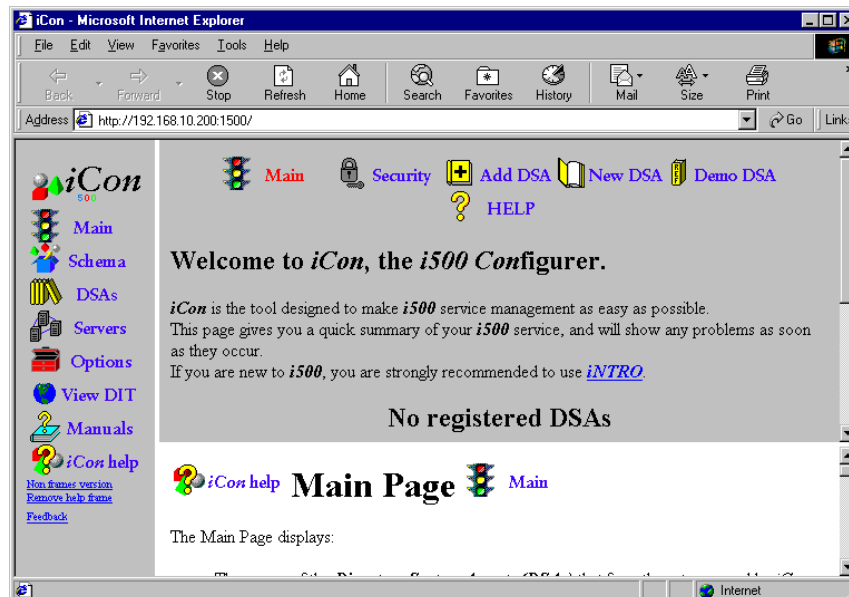 iCon - Microsoft Internet Explorer
File Edit View Favorites Tools Help
Back Forward Stop Refresh Home Search Favorites History Mail Size Print
Address http://192.168.10.200:1500/ Go Link
iCon
500
Main
Schema
DSAs
Servers
Options
View DIT
Manuals
iCon help
Non frames version
Remove help frame
Feedback
Main Security Add DSA New DSA Demo DSA
HELP
Welcome to iCon, the i500 Configurer.
iCon is the tool designed to make i500 service management as easy as possible.
This page gives you a quick summary of your i500 service, and will show any problems as soon
as they occur.
If you are new to i500, you are strongly recommended to use iNTRO.
No registered DSAs
iCon help Main Page Main
The Main Page displays:
Internet